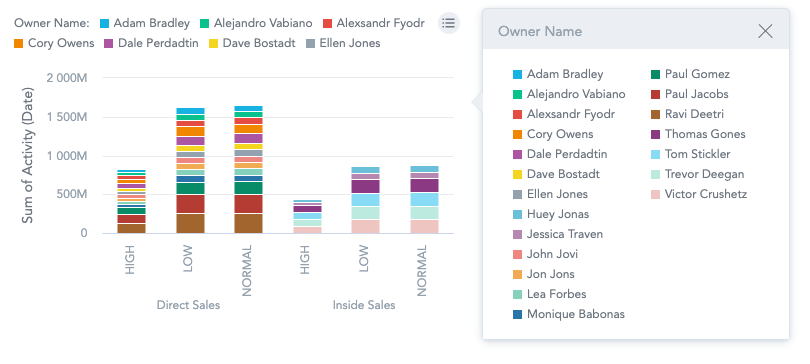 Owner Name: Adam Bradley Alejandro Vabiano Alexsandr Fyodr
Cory Owens Dale Perdadtin Dave Bostadt Ellen Jones
Sum of Activity (Date)
2 000M
1 500M
1 000M
500M
0
HIGH
LOW
NORMAL
HIGH
LOW
NORMAL
Direct Sales
Inside Sales
Owner Name
Adam Bradley
Alejandro Vabiano
Alexsandr Fyodr
Cory Owens
Dale Perdadtin
Dave Bostadt
Ellen Jones
Huey Jonas
Jessica Traven
John Jovi
Jon Jons
Lea Forbes
Monique Babonas
Paul Gomez
Paul Jacobs
Ravi Deetri
Thomas Gones
Tom Stickler
Trevor Deegan
Victor Crushetz